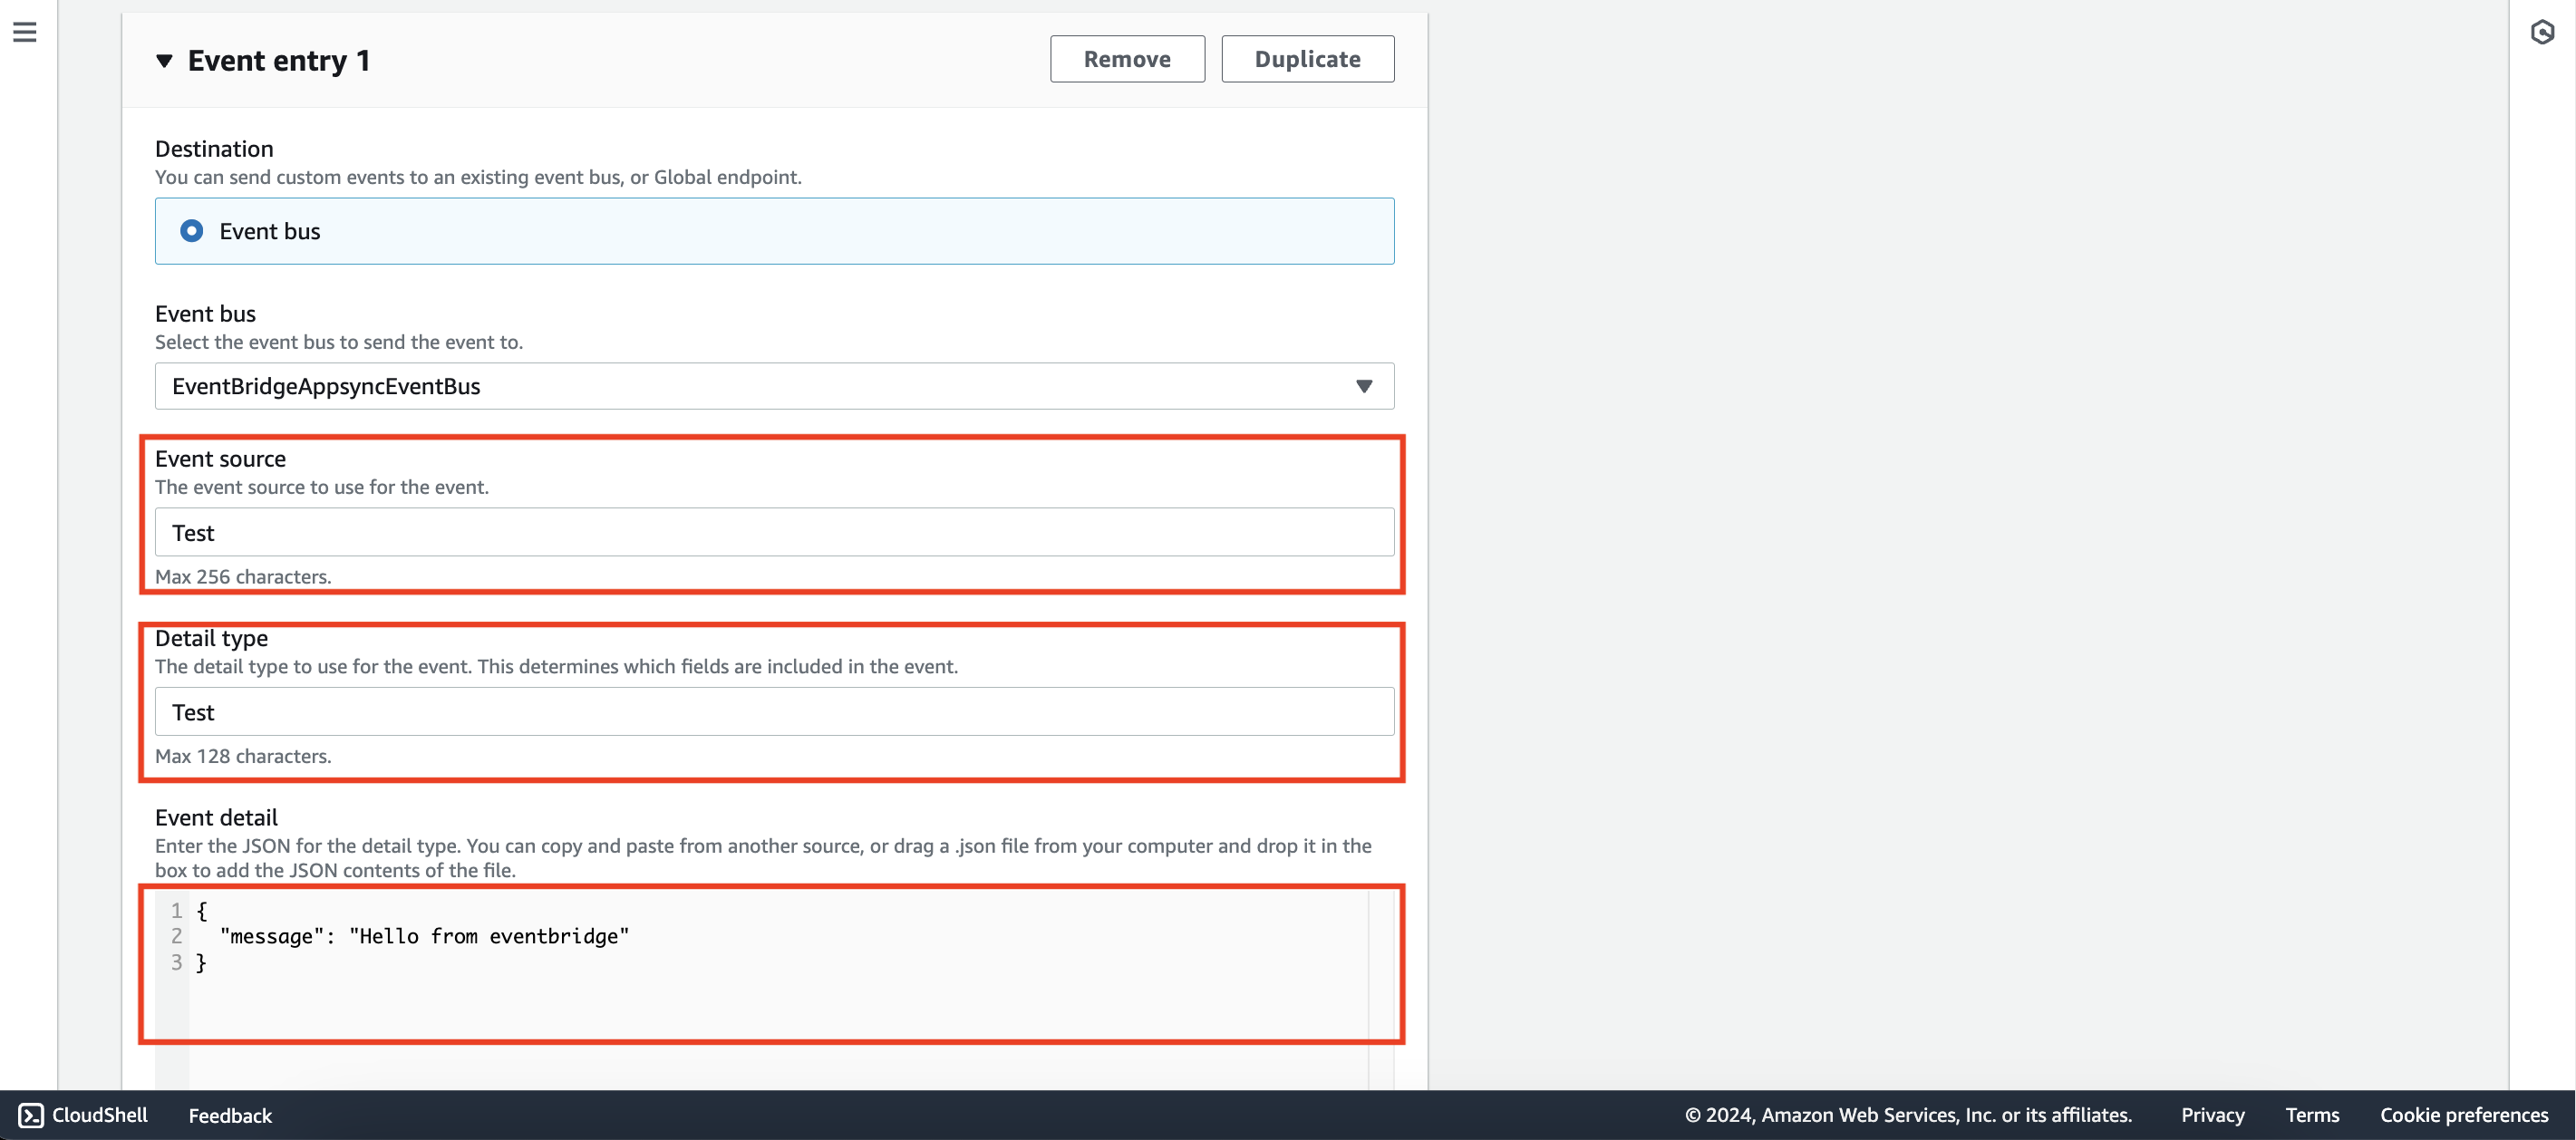 Event entry 1
Remove
Duplicate
Destination
You can send custom events to an existing event bus, or Global endpoint.
Event bus
Event bus
Select the event bus to send the event to.
EventBridgeAppsyncEventBus
Event source
The event source to use for the event.
Test
Max 256 characters.
Detail type
The detail type to use for the event. This determines which fields are included in the event.
Test
Max 128 characters.
Event detail
Enter the JSON for the detail type. You can copy and paste from another source, or drag a .json file from your computer and drop it in the
box to add the JSON contents of the file.
1 {
2 "message": "Hello from eventbridge"
3 }
CloudShell
Feedback
© 2024, Amazon Web Services, Inc. or its affiliates.
Privacy
Terms
Cookie preferences